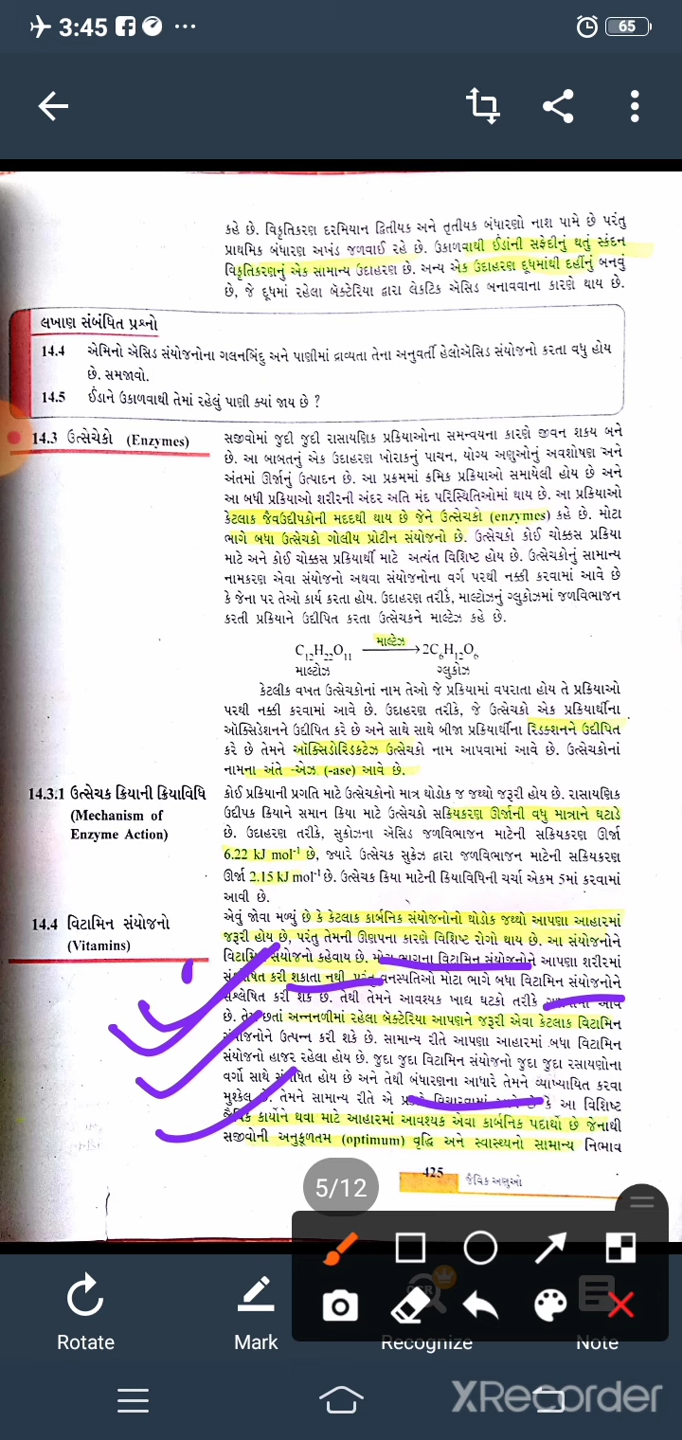 3:45
65
કહે છે. વિકૃતિકરણ દરમિયાન દ્વિતીયક અને તૃતીયક બંધારણો નાશ પામે છે પરંતુ
પ્રાથમિક બંધારણ અખંડ જળવાઈ રહે છે. ઉકાળવાથી ઈંડાંની સફેદીનું થતું સ્કંદન
વિકૃતિકરણનું એક સામાન્ય ઉદાહરણ છે. અન્ય એક ઉદાહરણ દૂધમાંથી દહીંનું બનવું
છે, જે દૂધમાં રહેલા બૅક્ટેરિયા દ્વારા લેક્ટિક ઍસિડ બનાવવાના કારણે થાય છે.
લખાણ સંબંધિત પ્રશ્નો
14.4 એમિનો ઍસિડ સંયોજનોના ગલનબિંદુ અને પાણીમાં દ્રાવ્યતા તેના અનુવર્તી હેલોઍસિડ સંયોજનો કરતા વધુ હોય
છે. સમજાવો.
14.5 ઈંડાને ઉકાળવાથી તેમાં રહેલું પાણી ક્યાં જાય છે ?
14.3 ઉત્સેચેકો (Enzymes)
સજીવોમાં જુદી જુદી રાસાયણિક પ્રક્રિયાઓના સમન્વયના કારણે જીવન શક્ય બને
છે. આ બાબતનું એક ઉદાહરણ ખોરાકનું પાચન, યોગ્ય અણુઓનું અવશોષણ અને
અંતમાં ઊર્જાનું ઉત્પાદન છે. આ પ્રક્રમમાં ક્રમિક પ્રક્રિયાઓ સમાયેલી હોય છે અને
આ બધી પ્રક્રિયાઓ શરીરની અંદર અતિ મંદ પરિસ્થિતિઓમાં થાય છે. આ પ્રક્રિયાઓ
કેટલાક જૈવઉદ્દીપકોની મદદથી થાય છે જેને ઉત્સેચકો (enzymes) કહે છે. મોટા
ભાગે બધા ઉત્સેચકો ગોલીય પ્રોટીન સંયોજનો છે. ઉત્સેચકો કોઈ ચોક્કસ પ્રક્રિયા
માટે અને કોઈ ચોક્કસ પ્રક્રિયાર્થી માટે અત્યંત વિશિષ્ટ હોય છે. ઉત્સેચકોનું સામાન્ય
નામકરણ એવા સંયોજનો અથવા સંયોજનોના વર્ગ પરથી નક્કી કરવામાં આવે છે
કે જેના પર તેઓ કાર્ય કરતા હોય. ઉદાહરણ તરીકે, માલ્ટોઝનું ગ્લુકોઝમાં જળવિભાજન
કરતી પ્રક્રિયાને ઉદ્દીપિત કરતા ઉત્સેચકને માલ્ટેઝ કહે છે.
માલ્ટેઝ
C₁₂H₂₂O₁₁ ⟶ 2C₆H₁₂O₆
માલ્ટોઝ ગ્લુકોઝ
કેટલીક વખત ઉત્સેચકોનાં નામ તેઓ જે પ્રક્રિયામાં વપરાતા હોય તે પ્રક્રિયાઓ
પરથી નક્કી કરવામાં આવે છે. ઉદાહરણ તરીકે, જે ઉત્સેચકો એક પ્રક્રિયાર્થીના
ઑક્સિડેશનને ઉદ્દીપિત કરે છે અને સાથે સાથે બીજા પ્રક્રિયાર્થીના રિડક્શનને ઉદ્દીપિત
કરે છે તેમને ઑક્સિડોરિડક્ટેઝ ઉત્સેચકો નામ આપવામાં આવે છે. ઉત્સેચકોનાં
નામના અંતે -એઝ (-ase) આવે છે.
14.3.1 ઉત્સેચક ક્રિયાની ક્રિયાવિધિ
(Mechanism of
Enzyme Action)
કોઈ પ્રક્રિયાની પ્રગતિ માટે ઉત્સેચકોનો માત્ર થોડોક જ જથ્થો જરૂરી હોય છે. રાસાયણિક
ઉદ્દીપક ક્રિયાને સમાન ક્રિયા માટે ઉત્સેચકો સક્રિયકરણ ઊર્જાની વધુ માત્રાને ઘટાડે
છે. ઉદાહરણ તરીકે, સુક્રોઝના ઍસિડ જળવિભાજન માટેની સક્રિયકરણ ઊર્જા
6.22 kJ mol⁻¹ છે, જ્યારે ઉત્સેચક સુક્રેઝ દ્વારા જળવિભાજન માટેની સક્રિયકરણ
ઊર્જા 2.15 kJ mol⁻¹ છે. ઉત્સેચક ક્રિયા માટેની ક્રિયાવિધિની ચર્ચા એકમ 5માં કરવામાં
આવી છે.
14.4 વિટામિન સંયોજનો
(Vitamins)
એવું જોવા મળ્યું છે કે કેટલાક કાર્બનિક સંયોજનોનો થોડોક જથ્થો આપણા આહારમાં
જરૂરી હોય છે, પરંતુ તેમની ઊણપના કારણે વિશિષ્ટ રોગો થાય છે. આ સંયોજનોને
વિટામિન સંયોજનો કહેવાય છે. ભાગના વિટામિન સંયોજનોને આપણા શરીરમાં
કરી શકાતા નથી, પરંતુ વનસ્પતિઓ મોટા ભાગે બધા વિટામિન સંયોજનોને
સંશ્લેષિત કરી શકે છે. તેથી તેમને આવશ્યક ખાદ્ય ઘટકો તરીકે આવે
છે. તેમ છતાં અન્નનળીમાં રહેલા બૅક્ટેરિયા આપણને જરૂરી એવા કેટલાક વિટામિન
સંયોજનોને ઉત્પન્ન કરી શકે છે. સામાન્ય રીતે આપણા આહારમાં બધા વિટામિન
સંયોજનો હાજર રહેલા હોય છે. જુદા જુદા વિટામિન સંયોજનો જુદા જુદા રસાયણોના
વર્ગો સાથે સંબંધિત હોય છે અને તેથી બંધારણના આધારે તેમને વ્યાખ્યાયિત કરવા
મુશ્કેલ છે. તેમને સામાન્ય રીતે એ વિચારવામાં કે આ વિશિષ્ટ
જૈવિક કાર્યોને થવા માટે આહારમાં આવશ્યક એવા કાર્બનિક પદાર્થો છે જેનાથી
સજીવોની અનુકૂળતમ (optimum) વૃદ્ધિ અને સ્વાસ્થ્યનો સામાન્ય નિભાવ
425 જૈવિક અણુઓ
5/12
Rotate Mark Recognize Note
XRecorder